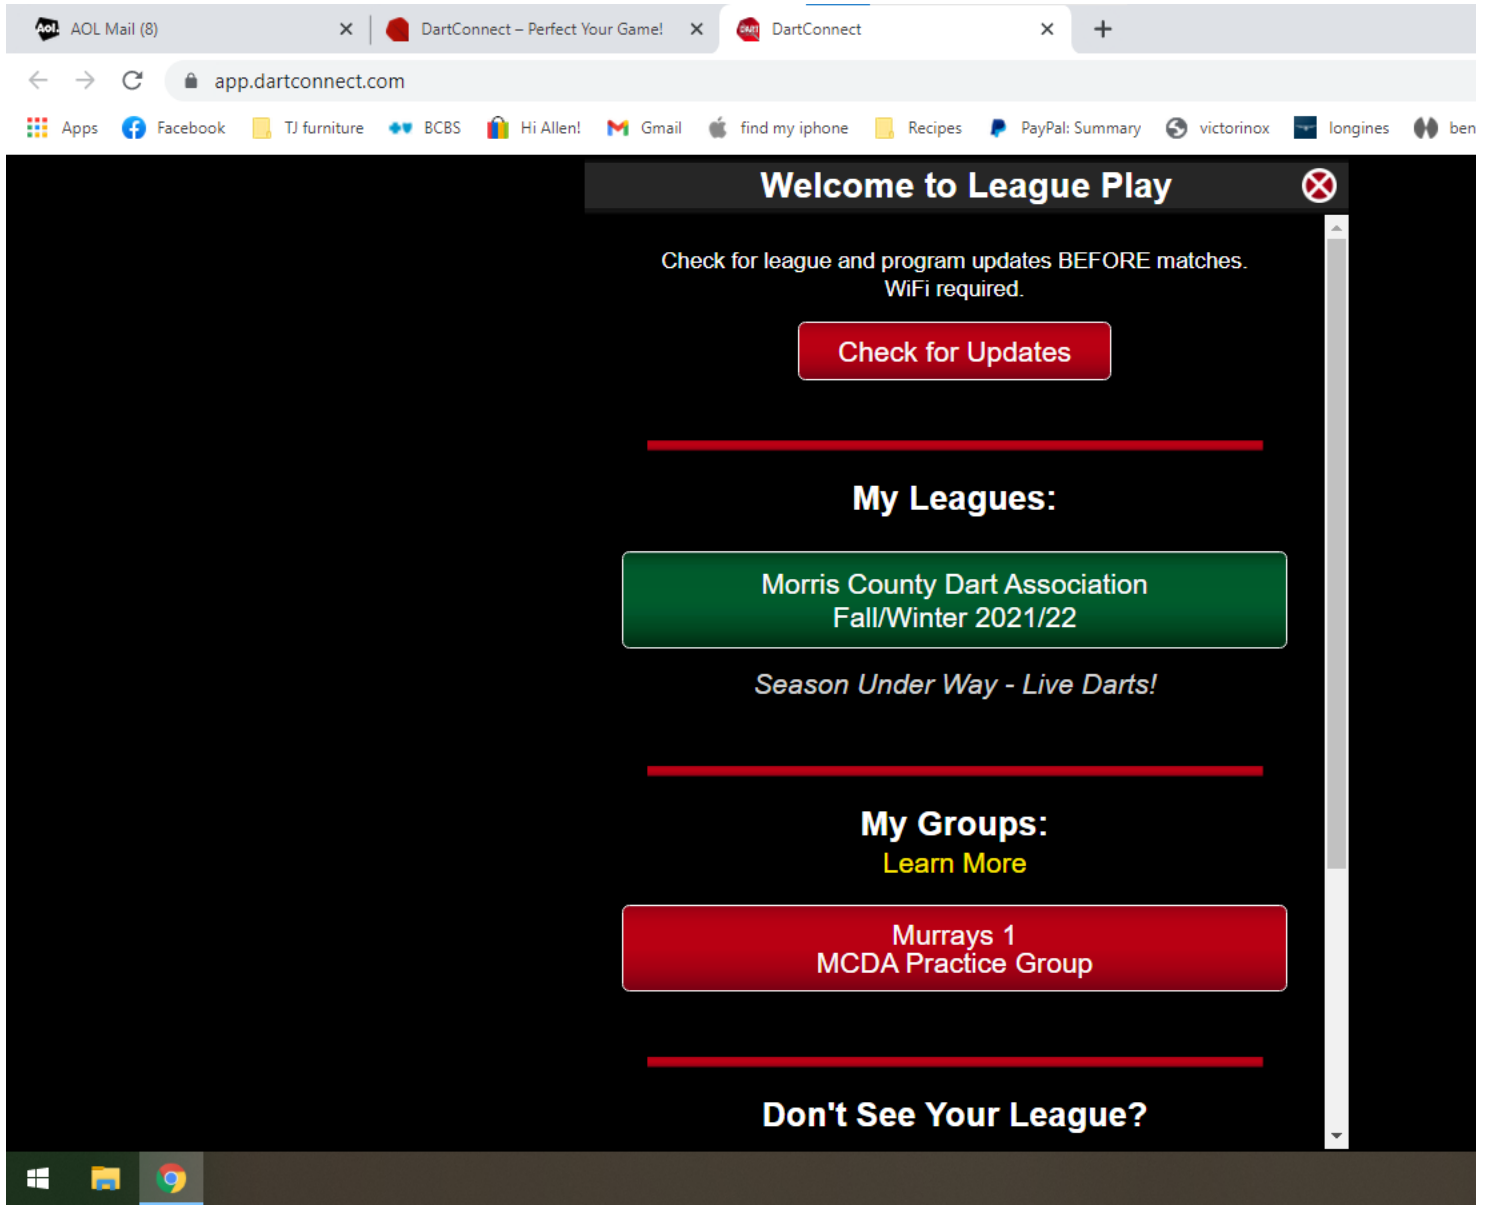 Aol. AOL Mail (8)
DartConnect – Perfect Your Game!
DartConnect
app.dartconnect.com
Apps Facebook TJ furniture BCBS Hi Allen! Gmail find my iphone Recipes PayPal: Summary victorinox longines ben
Welcome to League Play
Check for league and program updates BEFORE matches.
WiFi required.
Check for Updates
My Leagues:
Morris County Dart Association
Fall/Winter 2021/22
Season Under Way - Live Darts!
My Groups:
Learn More
Murrays 1
MCDA Practice Group
Don't See Your League?